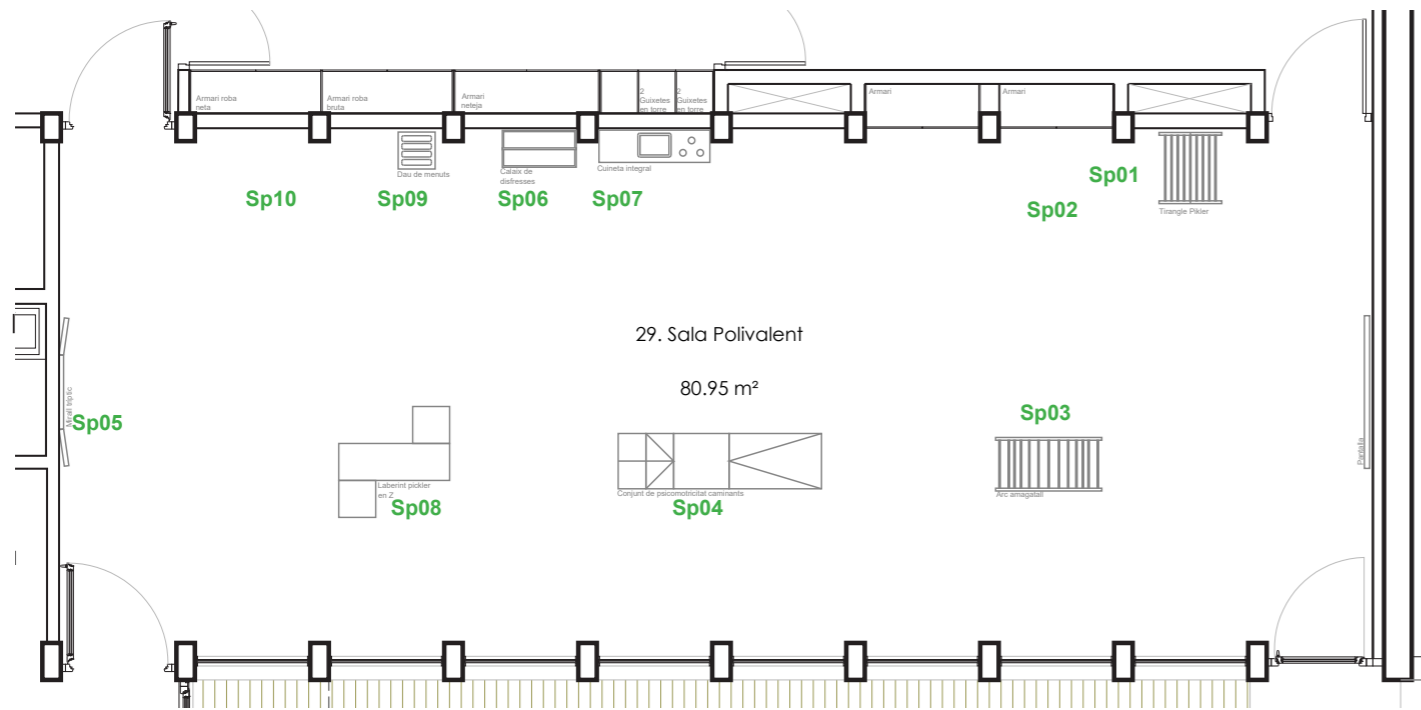 Armari roba
neta
Armari roba
bruta
Armari
neteja
2
Guixetes
en torre
2
Guixetes
en torre
Armari
Armari
Dau de menuts
Calaix de
disfresses
Cuineta integral
Tirangle Pikler
Sp10
Sp09
Sp06
Sp07
Sp02
Sp01
29. Sala Polivalent
80.95 m²
Mirall tríptic
Sp05
Sp03
Pantalla
Laberint pickler
en Z
Sp08
Conjunt de psicomotricitat caminants
Sp04
Arc amagatall